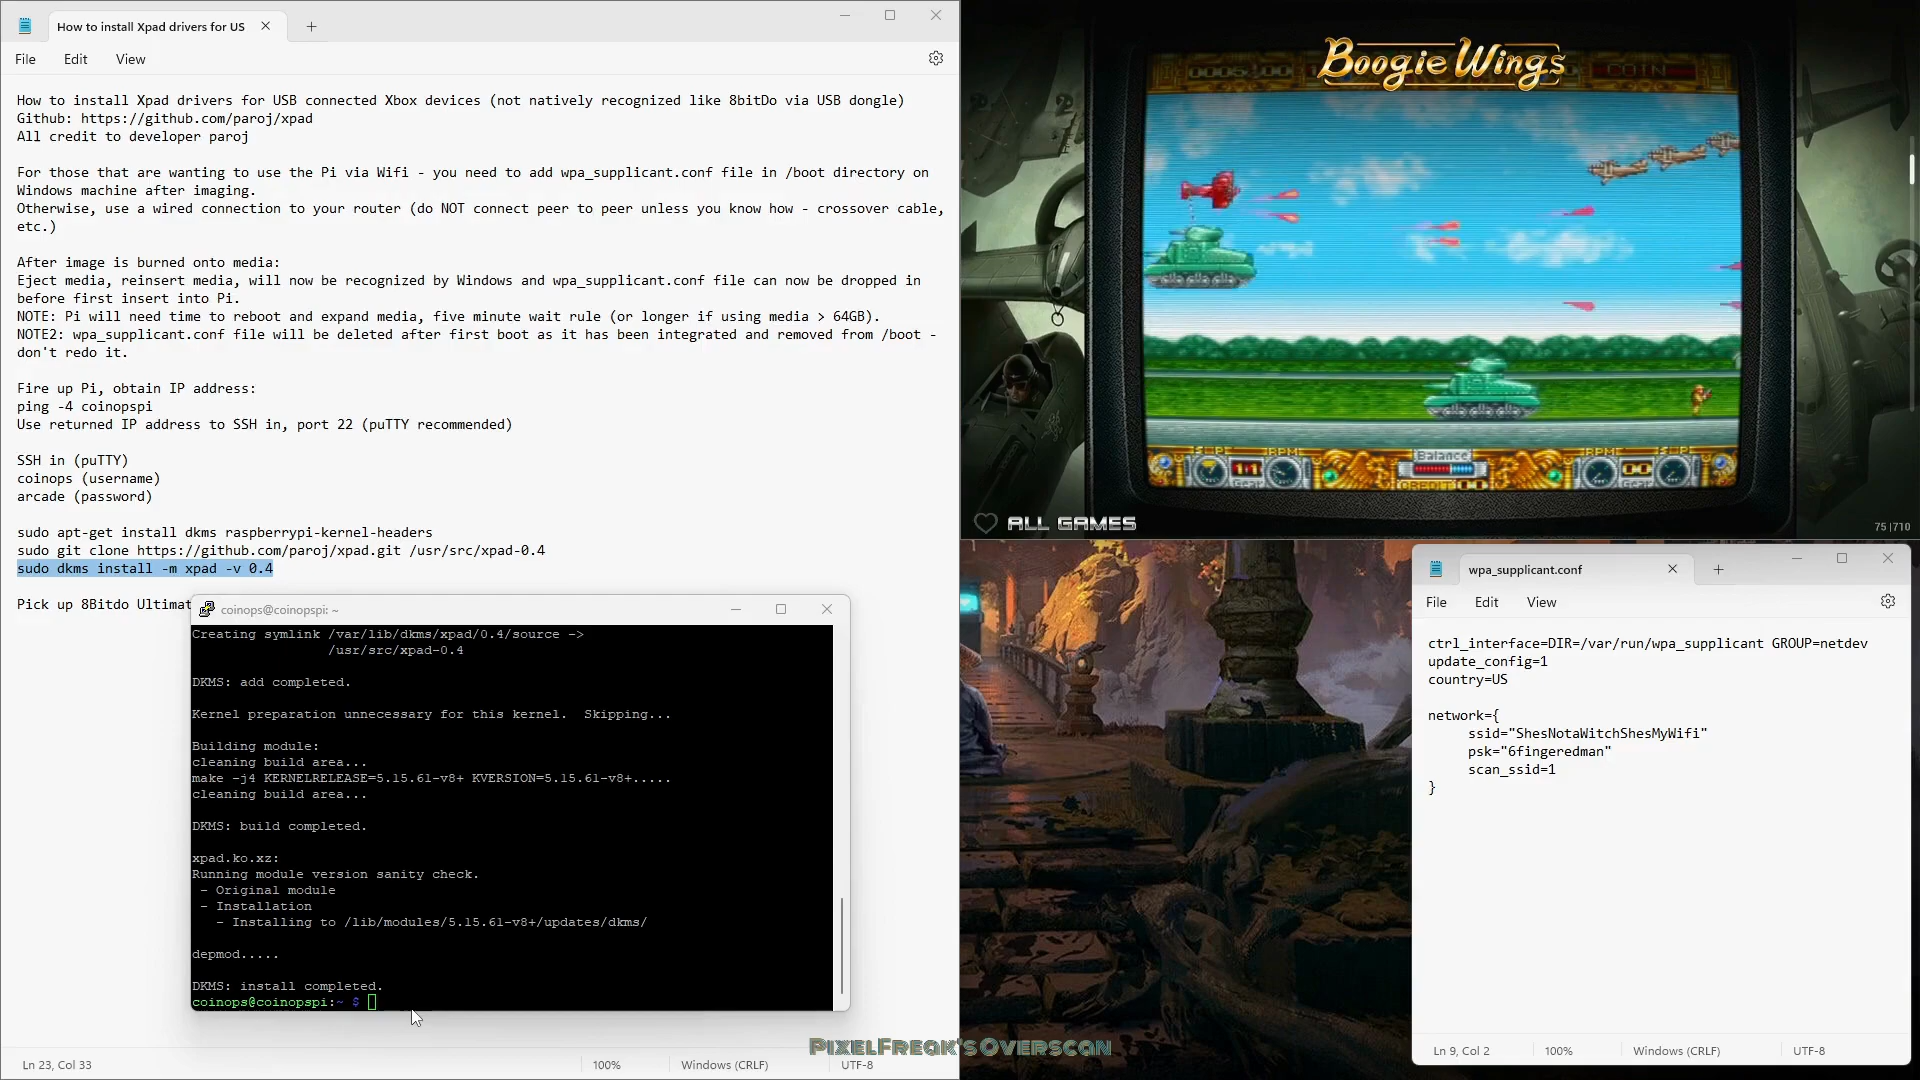 How to install Xpad drivers for US
File
Edit
View
How to install Xpad drivers for USB connected Xbox devices (not natively recognized like 8bitDo via USB dongle)
Github: https://github.com/paroj/xpad
All credit to developer paroj
For those that are wanting to use the Pi via Wifi - you need to add wpa_supplicant.conf file in /boot directory on
Windows machine after imaging.
Otherwise, use a wired connection to your router (do NOT connect peer to peer unless you know how - crossover cable,
etc.)
After image is burned onto media:
Eject media, reinsert media, will now be recognized by Windows and wpa_supplicant.conf file can now be dropped in
before first insert into Pi.
NOTE: Pi will need time to reboot and expand media, five minute wait rule (or longer if using media > 64GB).
NOTE2: wpa_supplicant.conf file will be deleted after first boot as it has been integrated and removed from /boot -
don't redo it.
Fire up Pi, obtain IP address:
ping -4 coinopspi
Use returned IP address to SSH in, port 22 (puTTY recommended)
SSH in (puTTY)
coinops (username)
arcade (password)
sudo apt-get install dkms raspberrypi-kernel-headers
sudo git clone https://github.com/paroj/xpad.git /usr/src/xpad-0.4
sudo dkms install -m xpad -v 0.4
Pick up 8Bitdo Ultimat
coinops@coinopspi: ~
Creating symlink /var/lib/dkms/xpad/0.4/source ->
/usr/src/xpad-0.4
DKMS: add completed.
Kernel preparation unnecessary for this kernel.  Skipping...
Building module:
cleaning build area...
make -j4 KERNELRELEASE=5.15.61-v8+ KVERSION=5.15.61-v8+.....
cleaning build area...
DKMS: build completed.
xpad.ko.xz:
Running module version sanity check.
- Original module
- Installation
- Installing to /lib/modules/5.15.61-v8+/updates/dkms/
depmod.....
DKMS: install completed.
coinops@coinopspi:~ $
Ln 23, Col 33
100%
Windows (CRLF)
UTF-8
Boogie Wings
COIN
Balance
RPM
Gear
CREDIT
ALL GAMES
75|710
wpa_supplicant.conf
File
Edit
View
ctrl_interface=DIR=/var/run/wpa_supplicant GROUP=netdev
update_config=1
country=US
network={
ssid="ShesNotaWitchShesMyWifi"
psk="6fingeredman"
scan_ssid=1
}
Ln 9, Col 2
100%
Windows (CRLF)
UTF-8
PixelFreak's Overscan